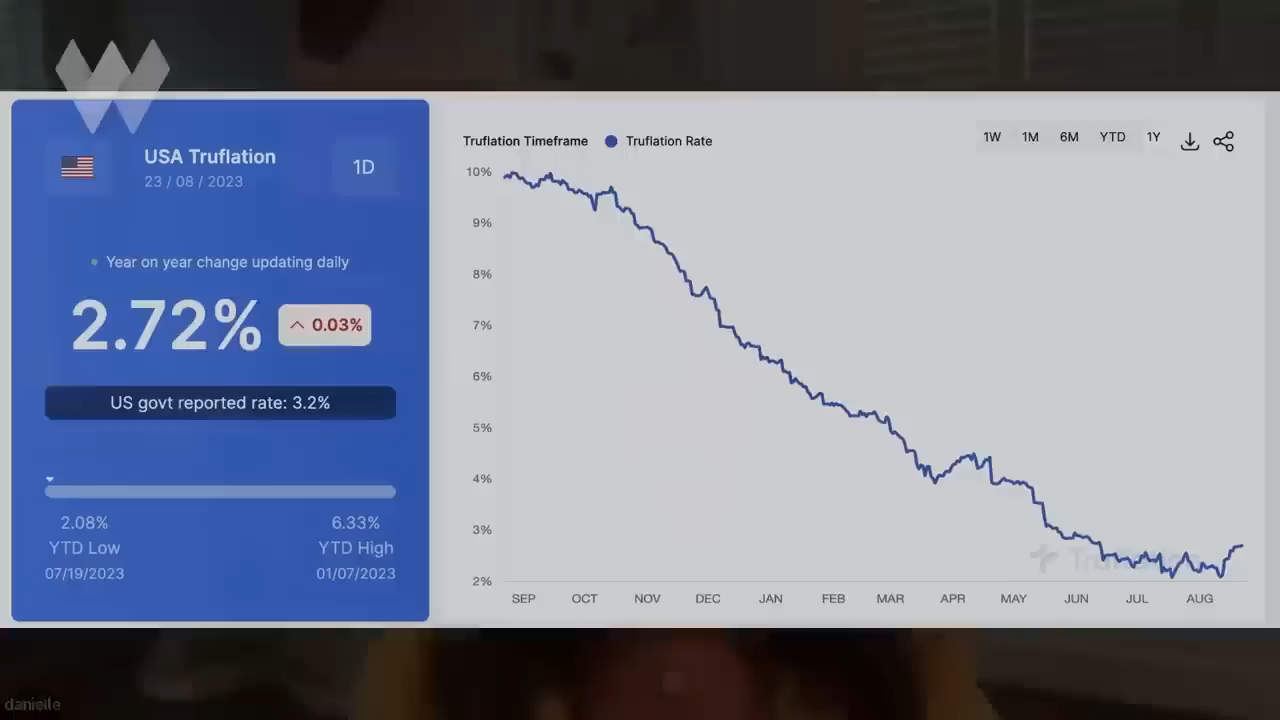 USA Truflation
23 / 08 / 2023
1D
Year on year change updating daily
2.72%
0.03%
US govt reported rate: 3.2%
2.08%
YTD Low
07/19/2023
6.33%
YTD High
01/07/2023
Truflation Timeframe
Truflation Rate
1W 1M 6M YTD 1Y
10%
9%
8%
7%
6%
5%
4%
3%
2%
SEP OCT NOV DEC JAN FEB MAR APR MAY JUN JUL AUG
Truflation
danielle